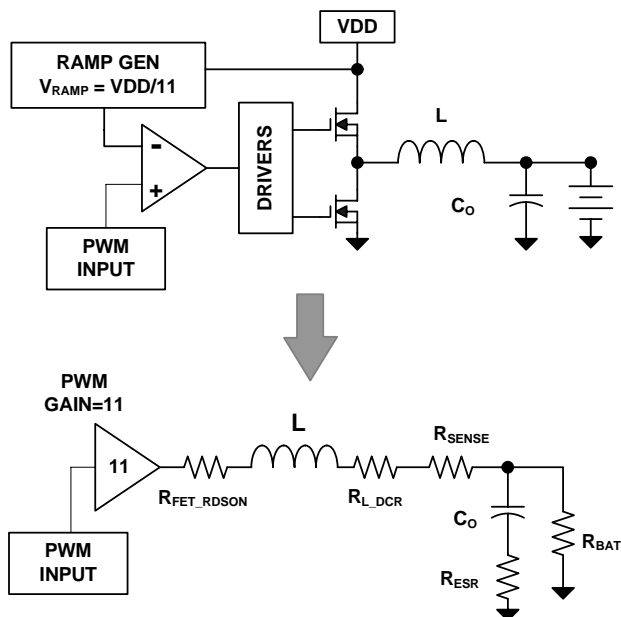 VDD
RAMP GEN
VRAMP = VDD/11
L
-
+
DRIVERS
CO
PWM
INPUT
PWM
GAIN=11
L
RSENSE
11
RFET_RDSON
RL_DCR
CO
RBAT
PWM
INPUT
RESR